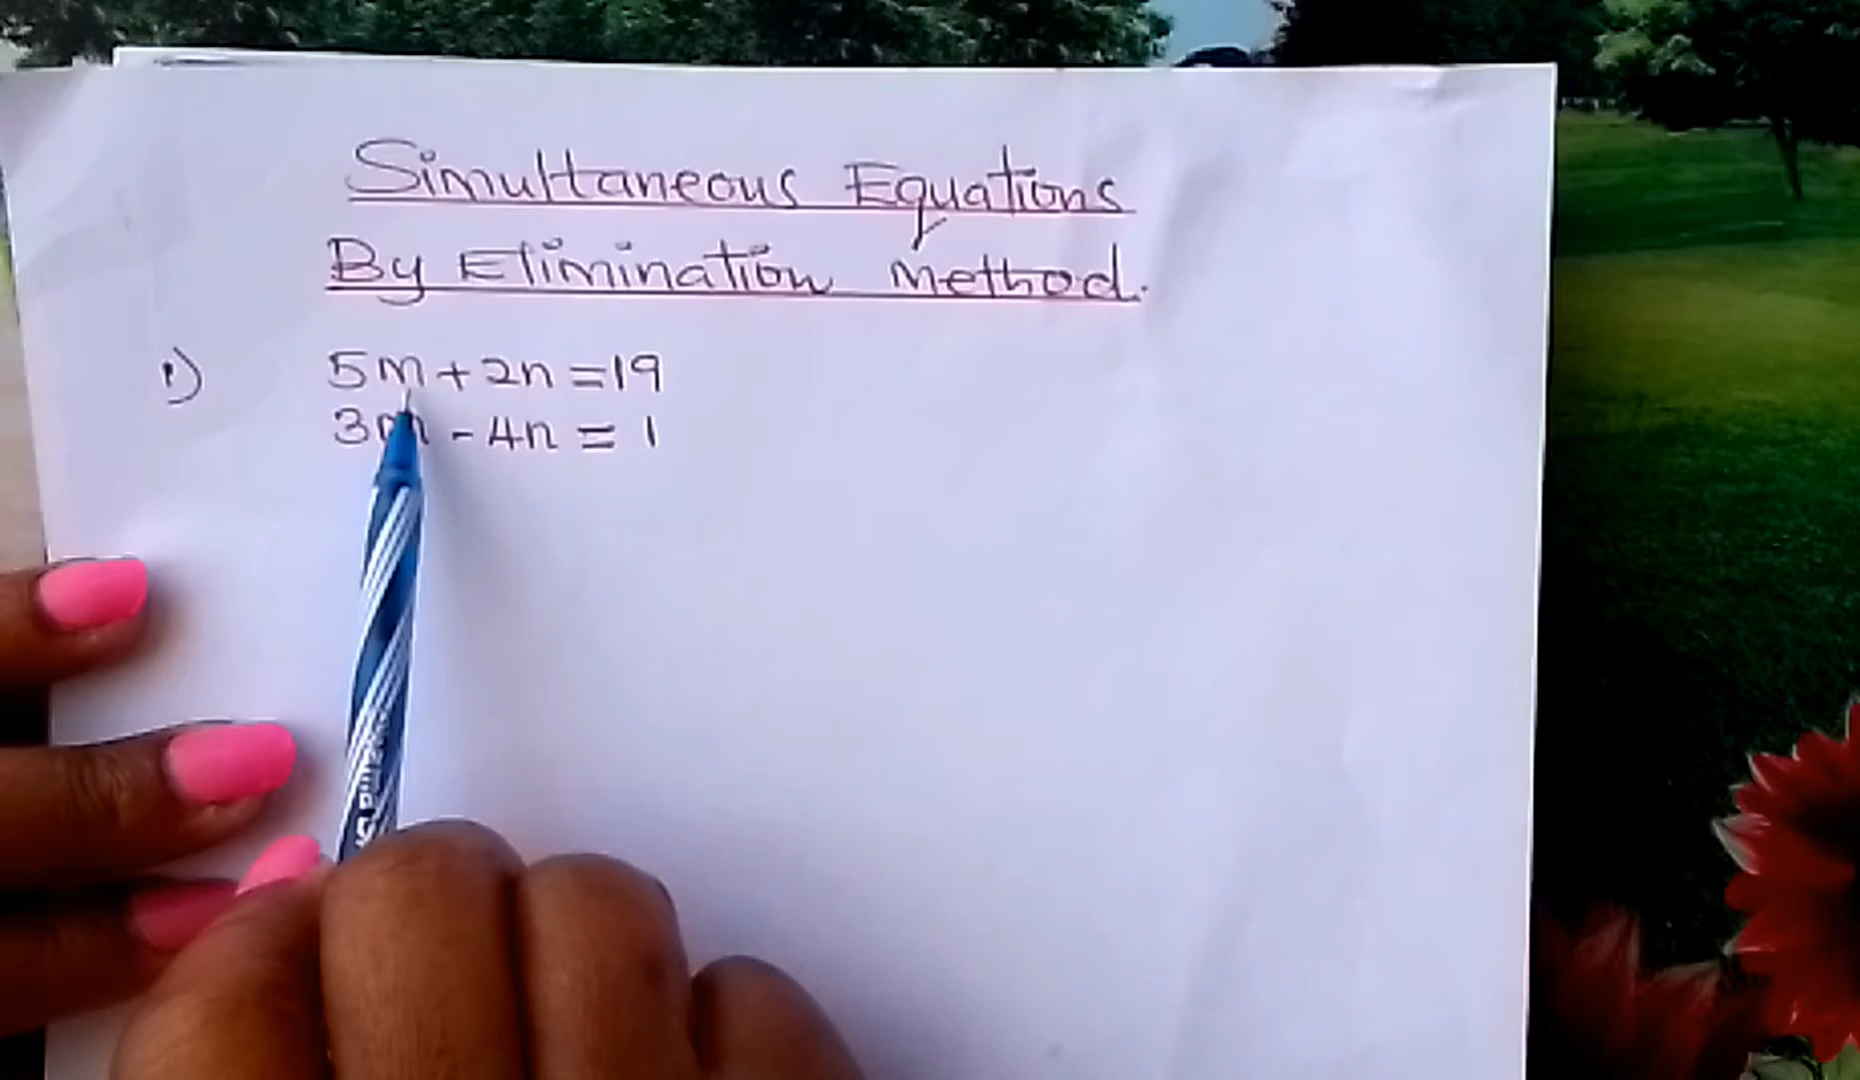 Simultaneous Equations
By Elimination Method.
1) 5m + 2n = 19
3m - 4n = 1